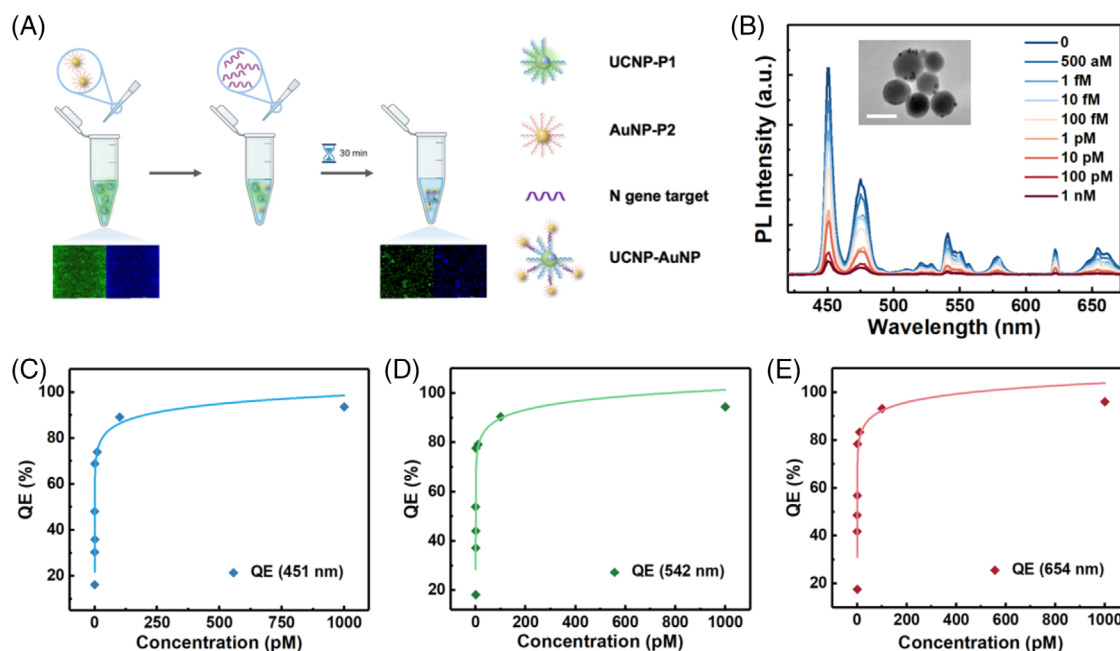 (A)
30 min
UCNP-P1
AuNP-P2
N gene target
UCNP-AuNP
(B)
PL Intensity (a.u.)
0
500 aM
1 fM
10 fM
100 fM
1 pM
10 pM
100 pM
1 nM
450 500 550 600 650
Wavelength (nm)
(C)
QE (%)
100
80
60
40
20
QE (451 nm)
0 250 500 750 1000
Concentration (pM)
(D)
QE (%)
100
80
60
40
20
QE (542 nm)
0 200 400 600 800 1000
Concentration (pM)
(E)
QE (%)
100
80
60
40
20
QE (654 nm)
0 200 400 600 800 1000
Concentration (pM)